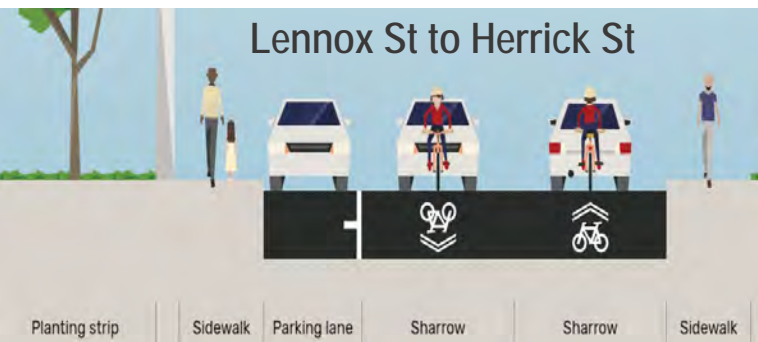 Lennox St to Herrick St
Planting strip Sidewalk Parking lane Sharrow Sharrow Sidewalk